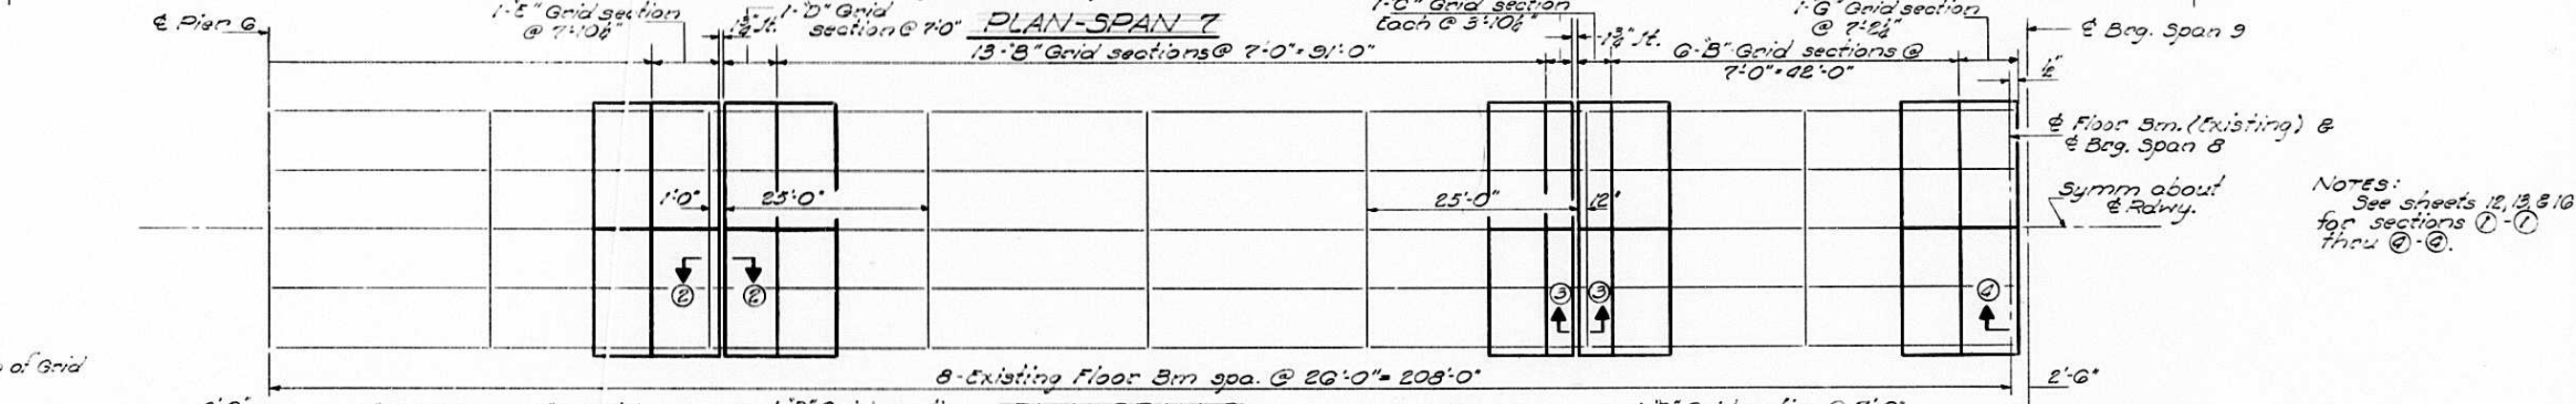 ℄ Pier 6
1-"E" Grid section
@ 7'-10¼"
1¾" Jt.
1-"D" Grid
section @ 7'-0"
PLAN-SPAN 7
13-"B" Grid sections @ 7'-0" = 91'-0"
1-"C" Grid section
Each @ 3'-10¼"
1¾" Jt.
6-"B" Grid sections @
7'-0" = 42'-0"
1-"G" Grid section
@ 7'-2¼"
℄ Brg. Span 9
½"
℄ Floor Bm. (Existing) &
℄ Brg. Span 8
Symm about
℄ Rdwy.
NOTES:
See sheets 12, 13, & 16
for sections ①-①
thru ④-④.
1'-0"
25'-0"
25'-0"
12"
② ②
③ ③
④
of Grid
8-Existing Floor Bm spa. @ 26'-0" = 208'-0"
2'-6"